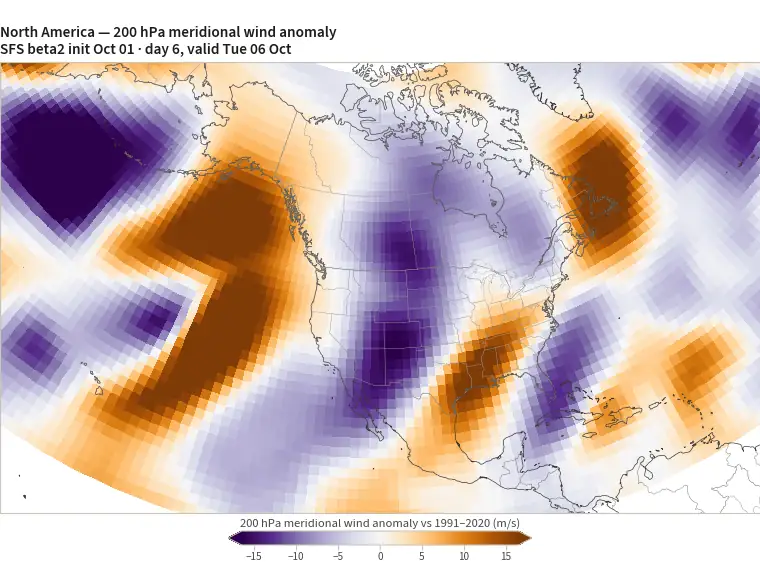 North America — 200 hPa meridional wind anomaly
SFS beta2 init Oct 01 · day 6, valid Tue 06 Oct
200 hPa meridional wind anomaly vs 1991–2020 (m/s)
−15 −10 −5 0 5 10 15